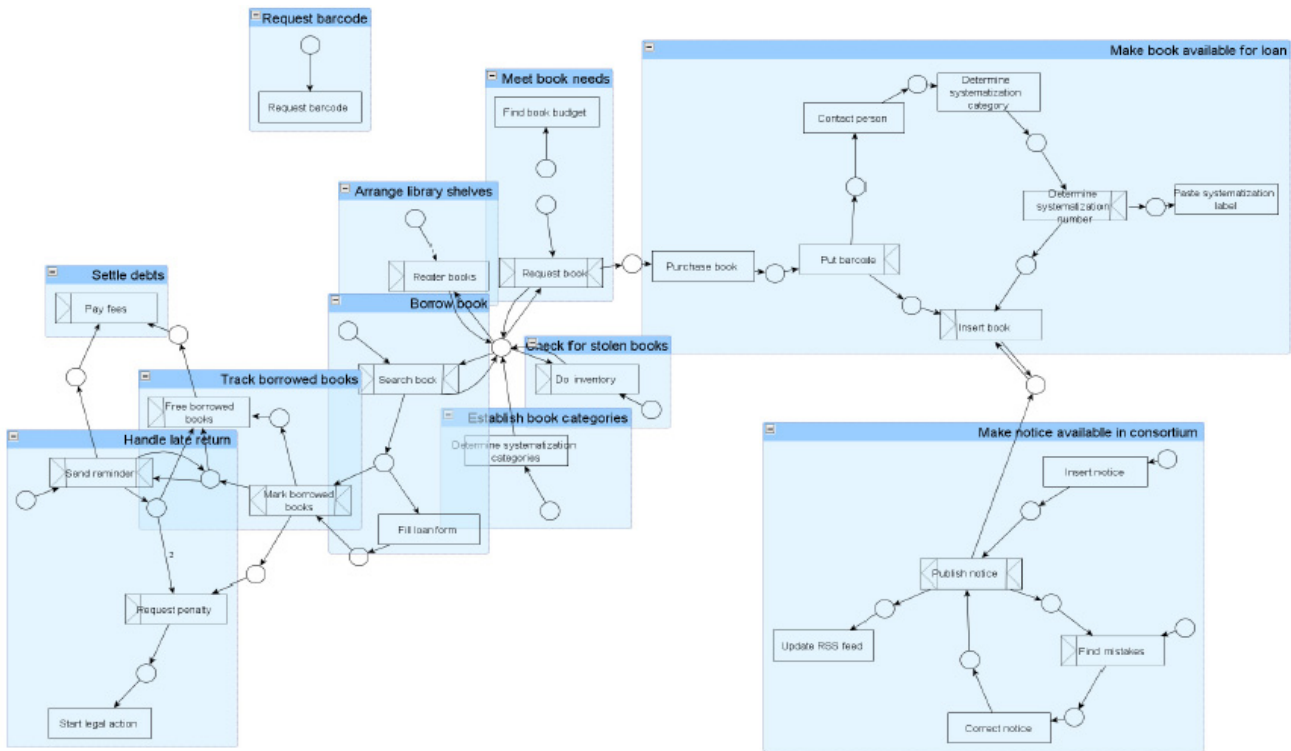 Request barcode
Request barcode
Meet book needs
Find book budget
Request book
Make book available for loan
Determine
systematization
category
Contact person
Determine
systematization
number
Paste systematization
label
Purchase book
Put barcode
Insert book
Arrange library shelves
Reorder books
Settle debts
Pay fees
Borrow book
Search book
Check for stolen books
Do inventory
Track borrowed books
Free borrowed
books
Mark borrowed
books
Fill loan form
Establish book categories
Determine systematization
categories
Handle late return
Send reminder
2
Request penalty
Start legal action
Make notice available in consortium
Insert notice
Publish notice
Update RSS feed
Find mistakes
Correct notice